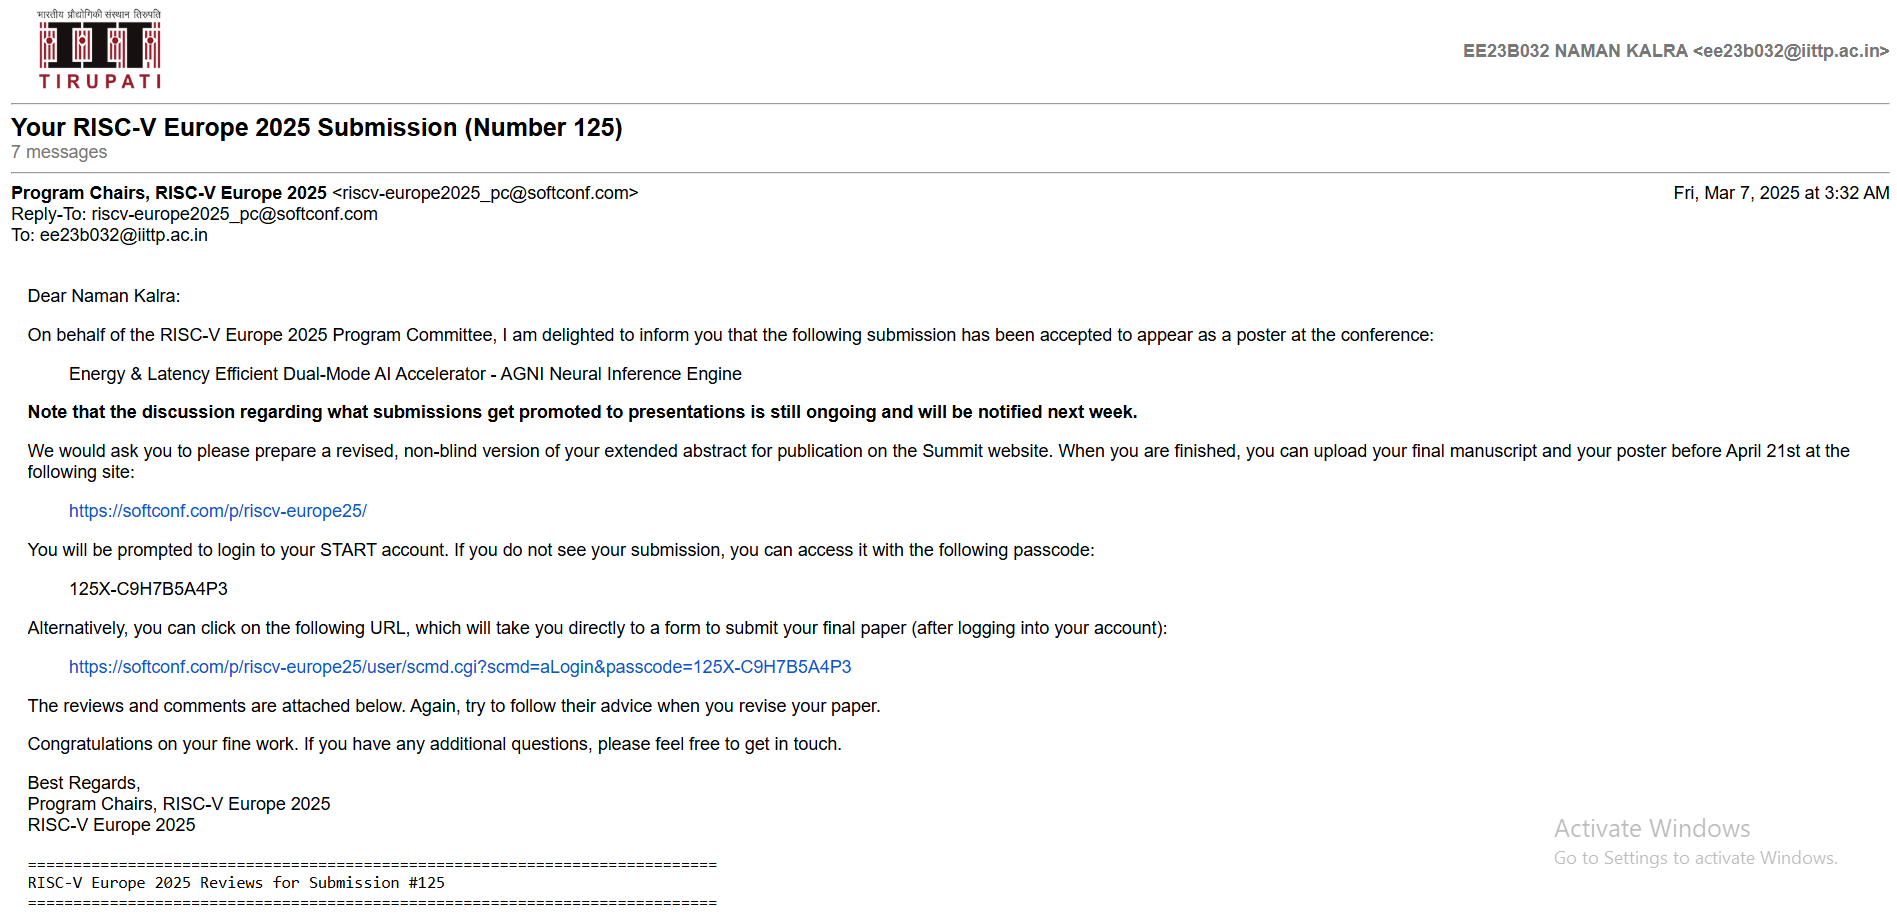 भारतीय प्रौद्योगिकी संस्थान तिरुपति
IIT
TIRUPATI
EE23B032 NAMAN KALRA <ee23b032@iittp.ac.in>
Your RISC-V Europe 2025 Submission (Number 125)
7 messages
Program Chairs, RISC-V Europe 2025 <riscv-europe2025_pc@softconf.com>
Fri, Mar 7, 2025 at 3:32 AM
Reply-To: riscv-europe2025_pc@softconf.com
To: ee23b032@iittp.ac.in
Dear Naman Kalra:
On behalf of the RISC-V Europe 2025 Program Committee, I am delighted to inform you that the following submission has been accepted to appear as a poster at the conference:
Energy & Latency Efficient Dual-Mode AI Accelerator - AGNI Neural Inference Engine
Note that the discussion regarding what submissions get promoted to presentations is still ongoing and will be notified next week.
We would ask you to please prepare a revised, non-blind version of your extended abstract for publication on the Summit website. When you are finished, you can upload your final manuscript and your poster before April 21st at the
following site:
https://softconf.com/p/riscv-europe25/
You will be prompted to login to your START account. If you do not see your submission, you can access it with the following passcode:
125X-C9H7B5A4P3
Alternatively, you can click on the following URL, which will take you directly to a form to submit your final paper (after logging into your account):
https://softconf.com/p/riscv-europe25/user/scmd.cgi?scmd=aLogin&passcode=125X-C9H7B5A4P3
The reviews and comments are attached below. Again, try to follow their advice when you revise your paper.
Congratulations on your fine work. If you have any additional questions, please feel free to get in touch.
Best Regards,
Program Chairs, RISC-V Europe 2025
RISC-V Europe 2025
Activate Windows
Go to Settings to activate Windows.
============================================================================
RISC-V Europe 2025 Reviews for Submission #125
============================================================================